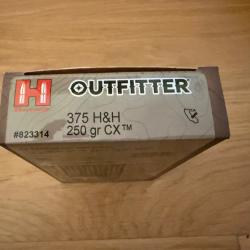 H
OUTFITTER
375 H&H
250 gr CX™
#823314